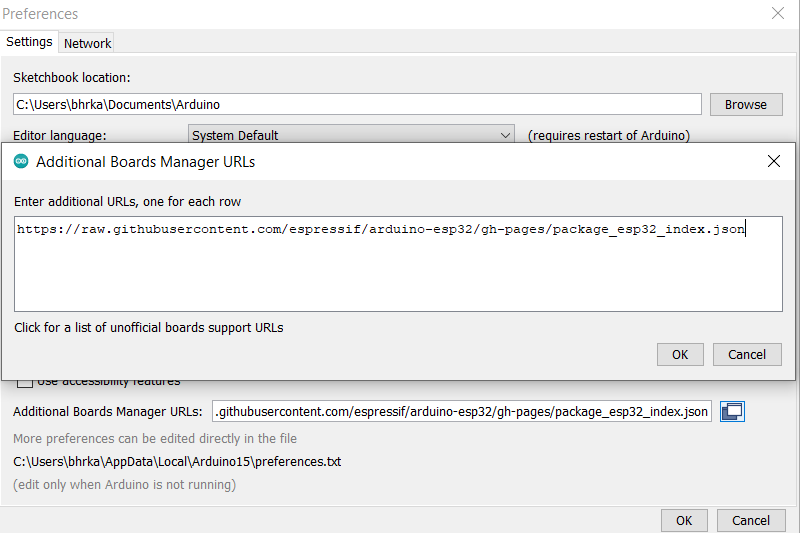 Preferences
Settings
Network
Sketchbook location:
C:\Users\bhrka\Documents\Arduino
Browse
Editor language:
System Default
(requires restart of Arduino)
Additional Boards Manager URLs
Enter additional URLs, one for each row
https://raw.githubusercontent.com/espressif/arduino-esp32/gh-pages/package_esp32_index.json
Click for a list of unofficial boards support URLs
OK
Cancel
Use accessibility features
Additional Boards Manager URLs:
.githubusercontent.com/espressif/arduino-esp32/gh-pages/package_esp32_index.json
More preferences can be edited directly in the file
C:\Users\bhrka\AppData\Local\Arduino15\preferences.txt
(edit only when Arduino is not running)
OK
Cancel